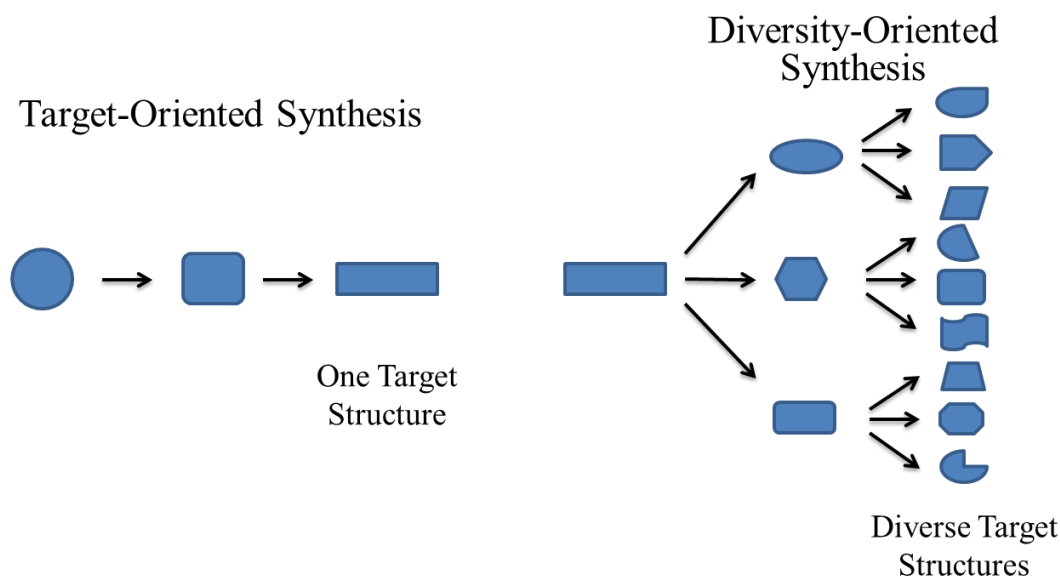 Target-Oriented Synthesis
One Target
Structure
Diversity-Oriented
Synthesis
Diverse Target
Structures